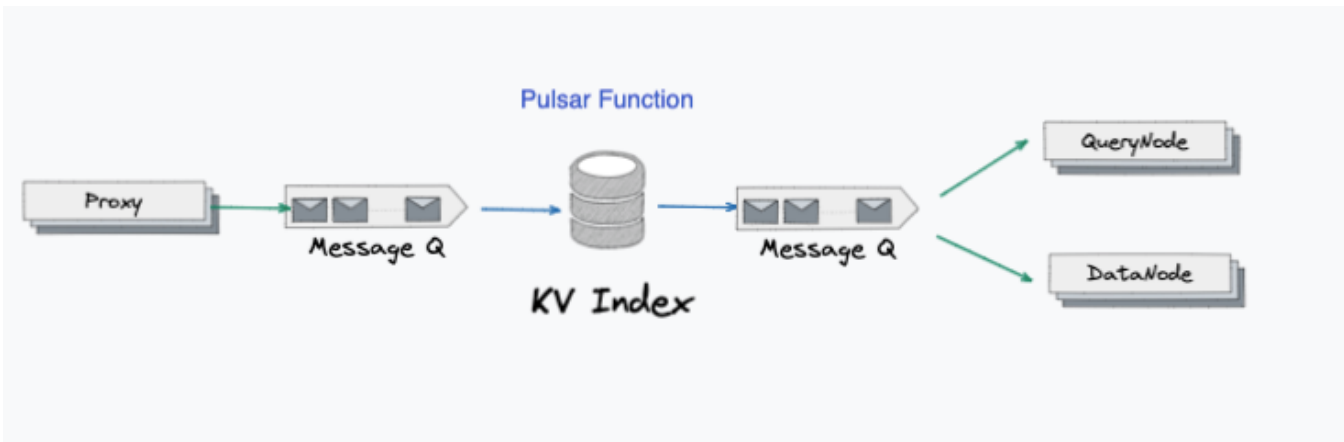 Pulsar Function
Proxy
Message Q
KV Index
Message Q
QueryNode
DataNode